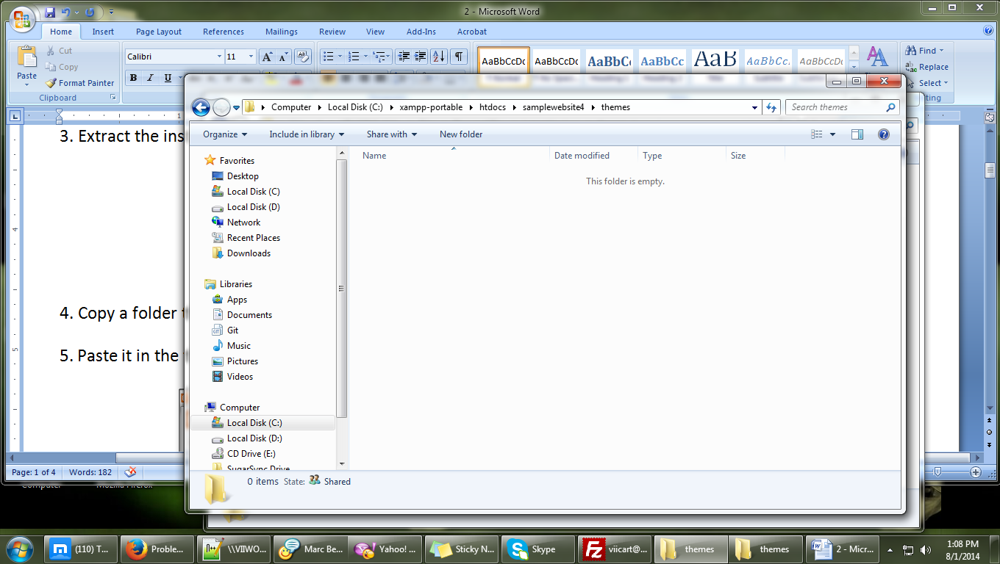 2 - Microsoft Word
Home Insert Page Layout References Mailings Review View Add-Ins Acrobat
Paste
Cut
Copy
Format Painter
Clipboard
Calibri 11
B I U
AaBbCcDc AaBbCcDc AaBbC AaBbCc AaB AaBbCc. AaBbCcDc
Find
Replace
Select
3. Extract the ins
4. Copy a folder
5. Paste it in the
Computer Local Disk (C:) xampp-portable htdocs samplewebsite4 themes
Search themes
Organize Include in library Share with New folder
Name Date modified Type Size
This folder is empty.
Favorites
Desktop
Local Disk (C)
Local Disk (D)
Network
Recent Places
Downloads
Libraries
Apps
Documents
Git
Music
Pictures
Videos
Computer
Local Disk (C:)
Local Disk (D:)
CD Drive (E:)
SugarSync Drive
0 items State: Shared
Page: 1 of 4 Words: 182
Computer Mozilla Firefox
(110) T... Proble... \\VIIWO... Marc Be... Yahoo! ... Sticky N... Skype viicart@... themes themes 2 - Micr...
1:08 PM
8/1/2014